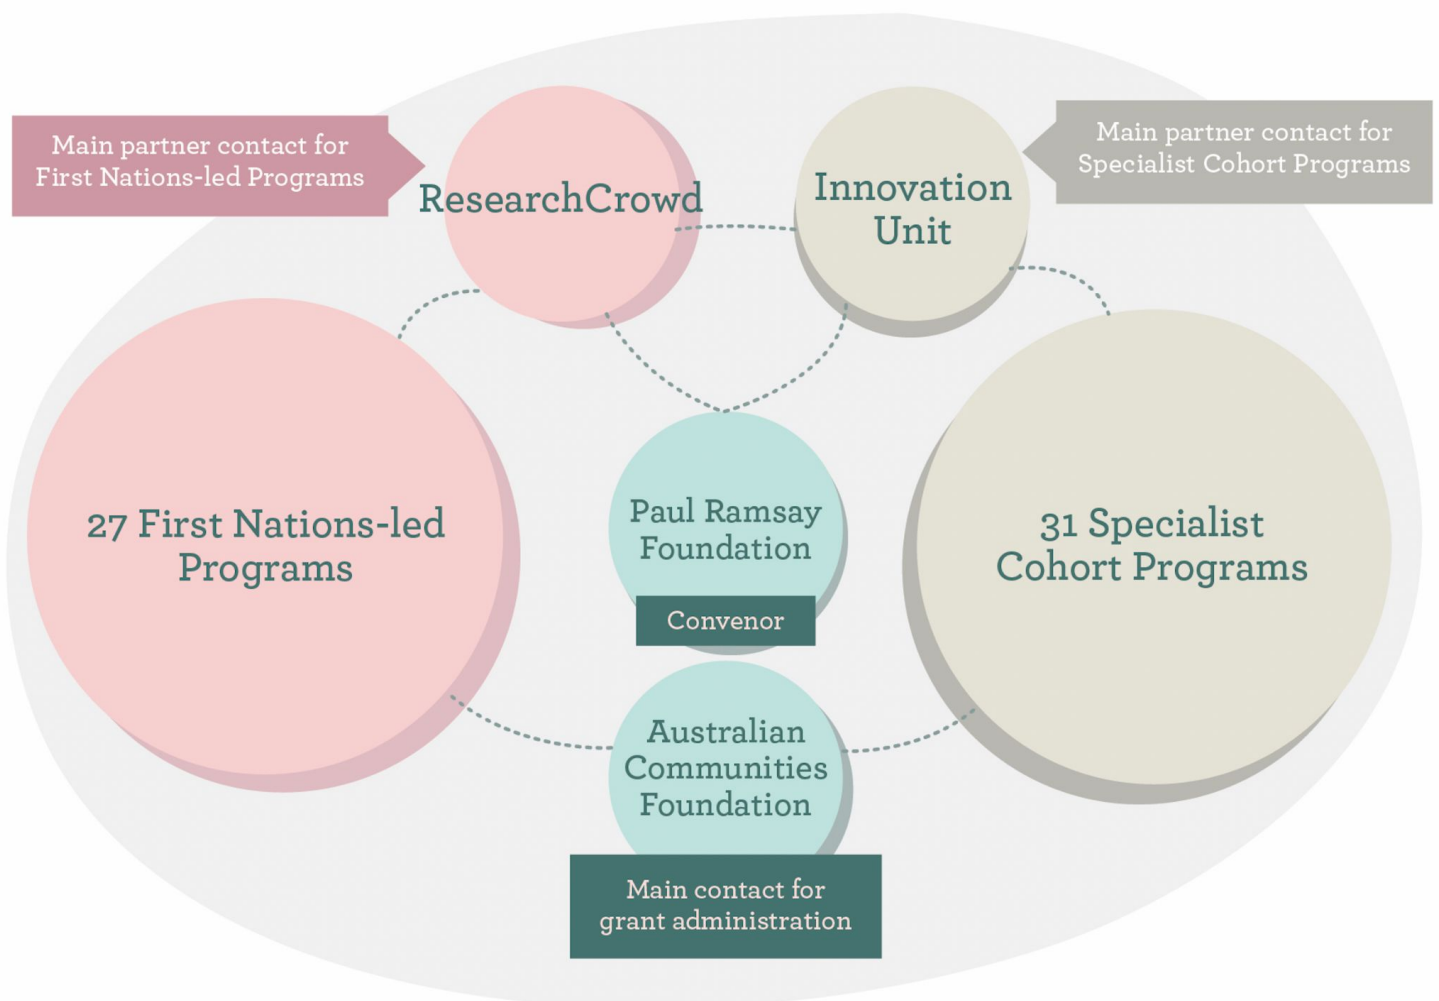 Main partner contact for
First Nations-led Programs
ResearchCrowd
Innovation
Unit
Main partner contact for
Specialist Cohort Programs
27 First Nations-led
Programs
Paul Ramsay
Foundation
Convenor
31 Specialist
Cohort Programs
Australian
Communities
Foundation
Main contact for
grant administration